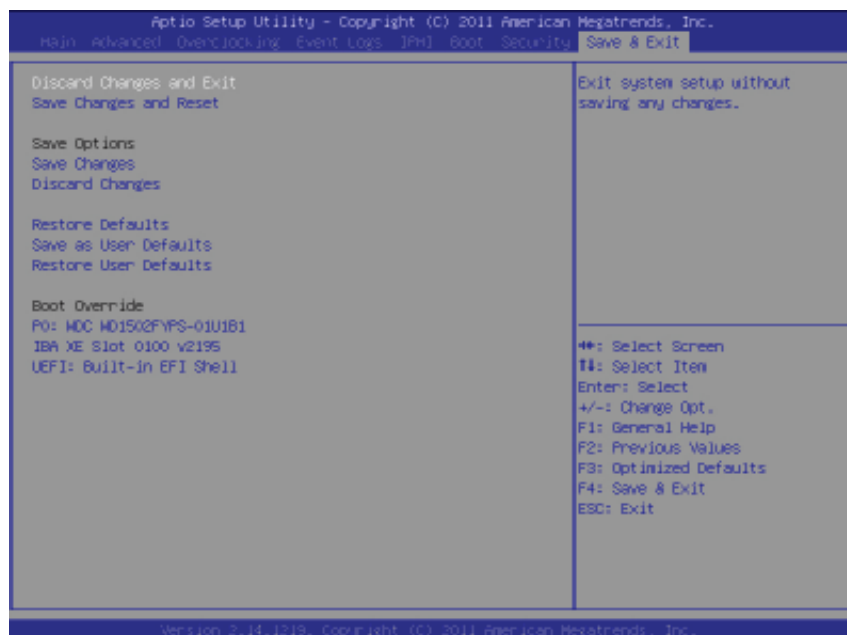 Aptio Setup Utility - Copyright (C) 2011 American Megatrends, Inc.
Main Advanced Overclocking Event Logs IPMI Boot Security Save & Exit
Discard Changes and Exit
Save Changes and Reset
Save Options
Save Changes
Discard Changes
Restore Defaults
Save as User Defaults
Restore User Defaults
Boot Override
P0: WDC WD1502FYPS-01U1B1
IBA XE Slot 0100 v2195
UEFI: Built-in EFI Shell
Exit system setup without
saving any changes.
→←: Select Screen
↑↓: Select Item
Enter: Select
+/-: Change Opt.
F1: General Help
F2: Previous Values
F3: Optimized Defaults
F4: Save & Exit
ESC: Exit
Version 2.14.1219. Copyright (C) 2011 American Megatrends, Inc.